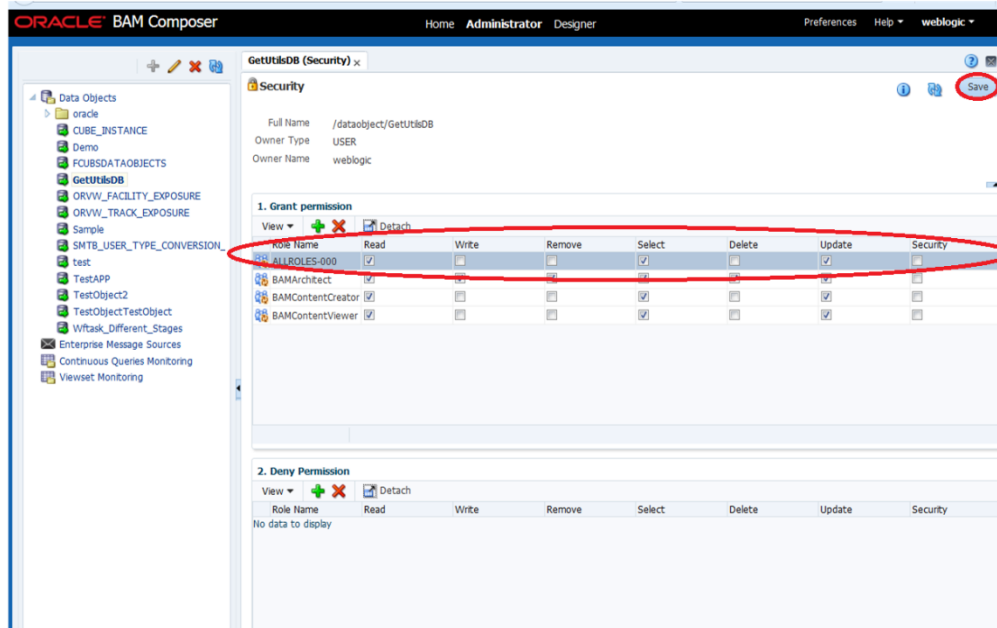 ORACLE BAM Composer
Home Administrator Designer
Preferences Help weblogic
GetUtilsDB (Security)
Security
Save
Data Objects
oracle
CUBE_INSTANCE
Demo
FCUBSDATAOBJECTS
GetUtilsDB
ORVW_FACILITY_EXPOSURE
ORVW_TRACK_EXPOSURE
Sample
SMTB_USER_TYPE_CONVERSION_
test
TestAPP
TestObject2
TestObjectTestObject
Wftask_Different_Stages
Enterprise Message Sources
Continuous Queries Monitoring
Viewset Monitoring
Full Name /dataobject/GetUtilsDB
Owner Type USER
Owner Name weblogic
1. Grant permission
View Detach
Role Name Read Write Remove Select Delete Update Security
ALLROLES-000
BAMArchitect
BAMContentCreator
BAMContentViewer
2. Deny Permission
View Detach
Role Name Read Write Remove Select Delete Update Security
No data to display